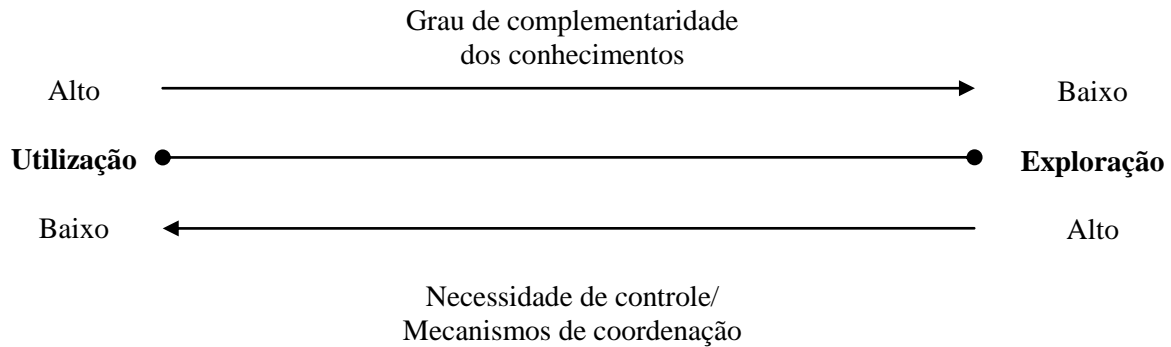 Grau de complementaridade
dos conhecimentos
Alto
Baixo
Utilização
Exploração
Baixo
Alto
Necessidade de controle/
Mecanismos de coordenação